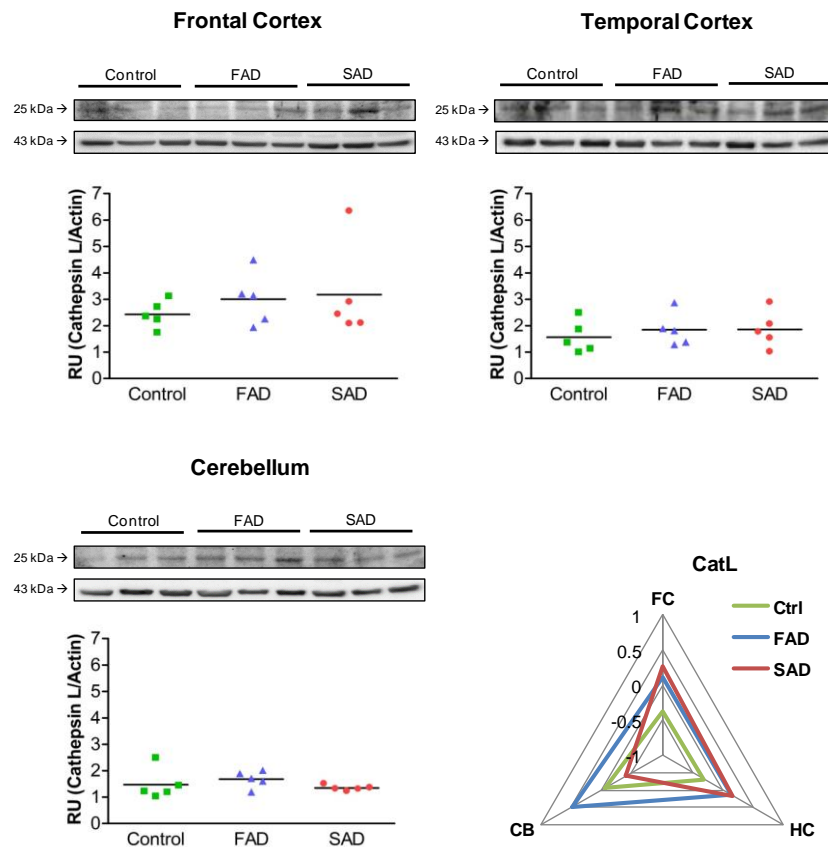 Frontal Cortex
Control FAD SAD
25 kDa →
43 kDa →
RU (Cathepsin L/Actin)
7
6
5
4
3
2
1
0
Control FAD SAD
Temporal Cortex
Control FAD SAD
25 kDa →
43 kDa →
RU (Cathepsin L/Actin)
7
6
5
4
3
2
1
0
Control FAD SAD
Cerebellum
Control FAD SAD
25 kDa →
43 kDa →
RU (Cathepsin L/Actin)
7
6
5
4
3
2
1
0
Control FAD SAD
CatL
FC
1
0.5
0
-0.5
-1
CB
HC
Ctrl
FAD
SAD